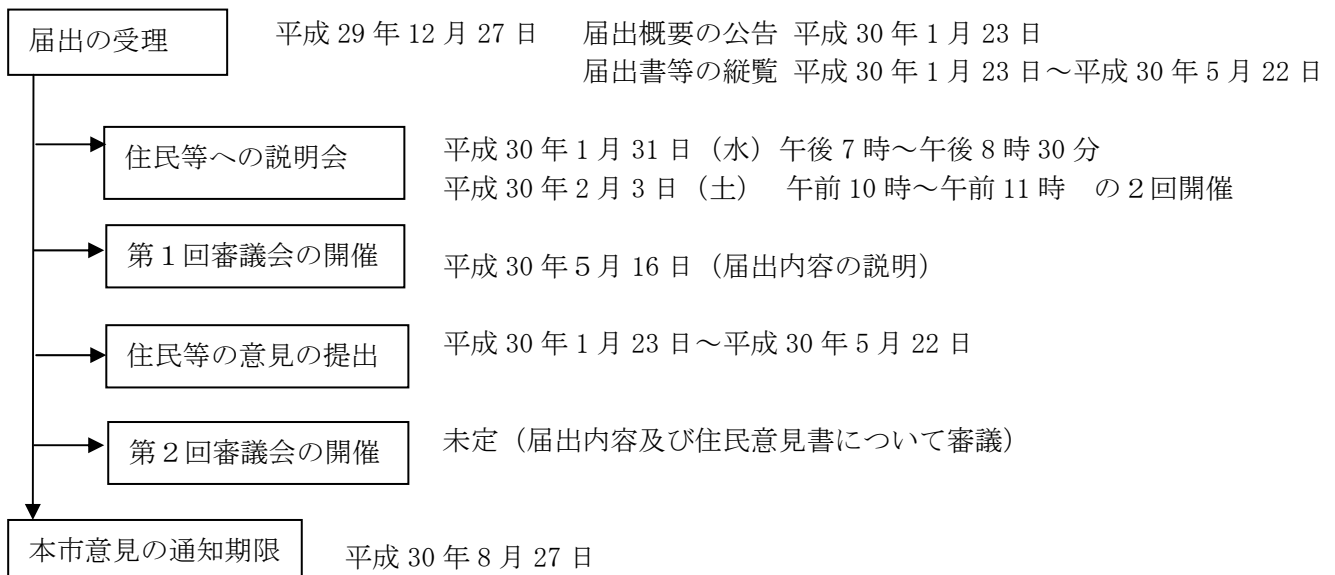 届出の受理 平成 29 年 12 月 27 日 届出概要の公告 平成 30 年 1 月 23 日
届出書等の縦覧 平成 30 年 1 月 23 日～平成 30 年 5 月 22 日
住民等への説明会 平成 30 年 1 月 31 日（水）午後 7 時～午後 8 時 30 分
平成 30 年 2 月 3 日（土） 午前 10 時～午前 11 時 の２回開催
第１回審議会の開催 平成 30 年５月 16 日（届出内容の説明）
住民等の意見の提出 平成 30 年 1 月 23 日～平成 30 年 5 月 22 日
第２回審議会の開催 未定（届出内容及び住民意見書について審議）
本市意見の通知期限 平成 30 年 8 月 27 日